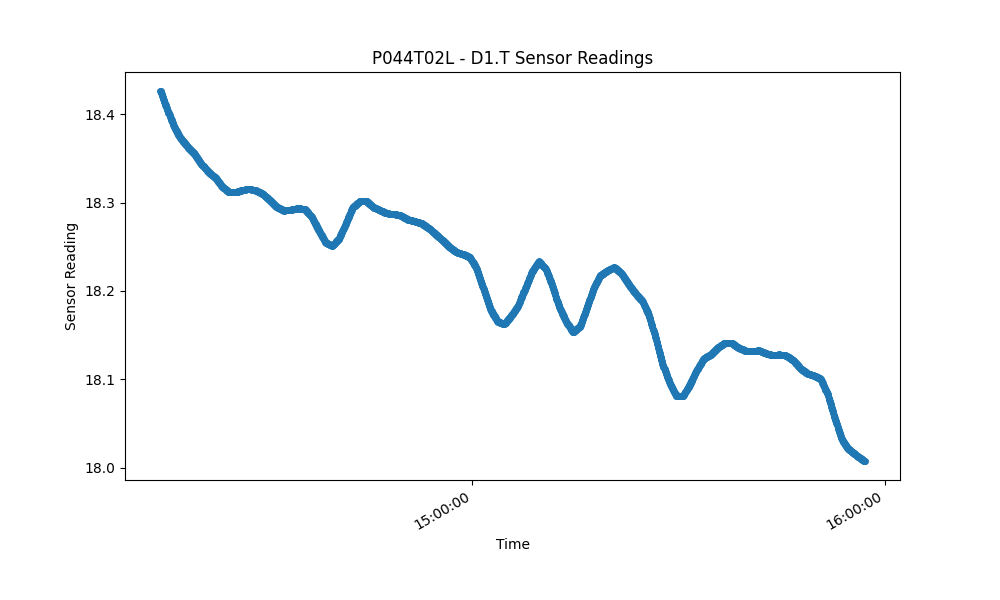 P044T02L - D1.T Sensor Readings
18.4
18.3
18.2
18.1
18.0
Sensor Reading
15:00:00
16:00:00
Time